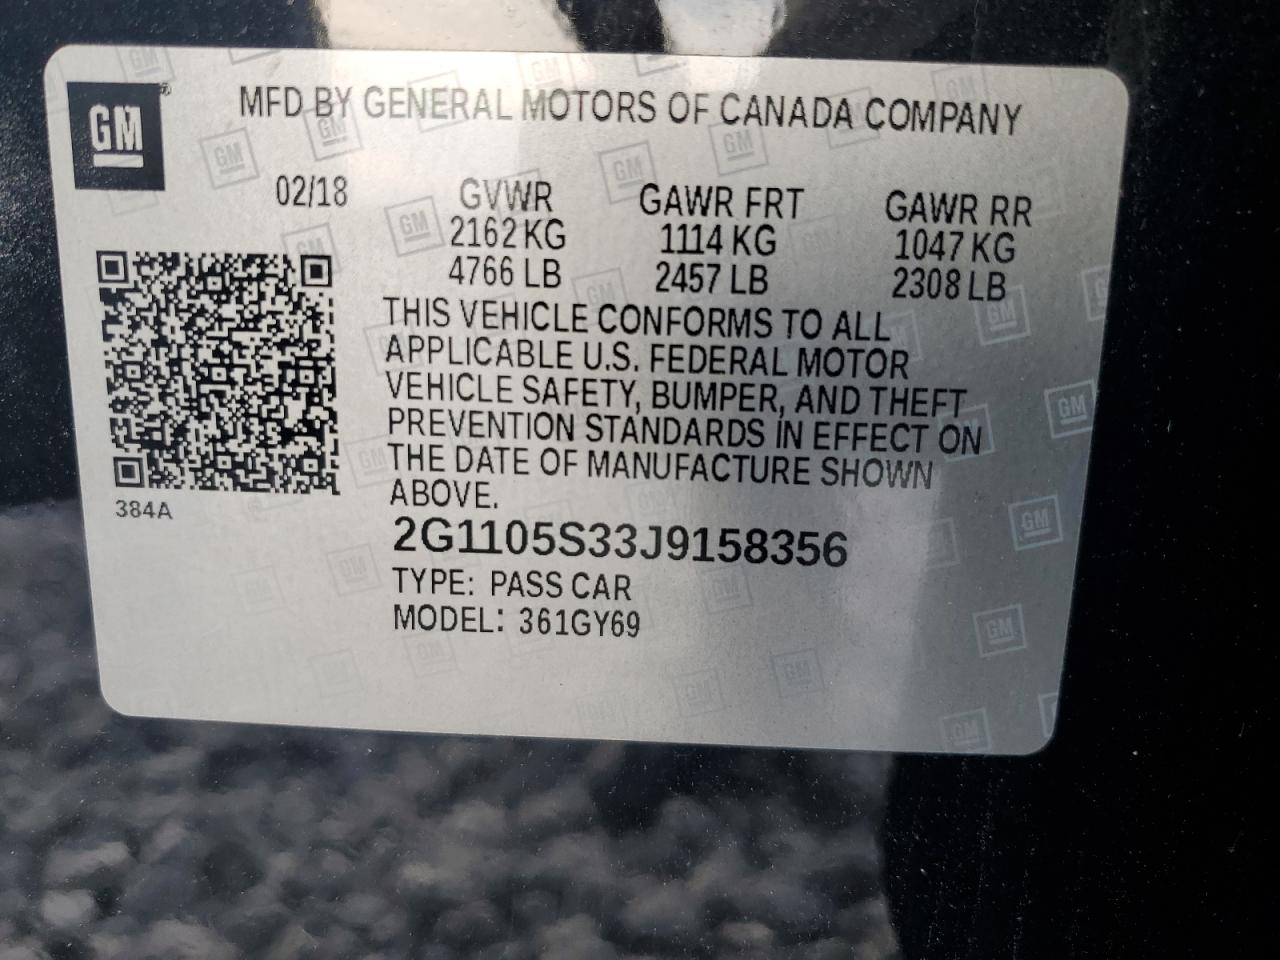 GM
MFD BY GENERAL MOTORS OF CANADA COMPANY
02/18
GVWR
2162 KG
4766 LB
GAWR FRT
1114 KG
2457 LB
GAWR RR
1047 KG
2308 LB
THIS VEHICLE CONFORMS TO ALL
APPLICABLE U.S. FEDERAL MOTOR
VEHICLE SAFETY, BUMPER, AND THEFT
PREVENTION STANDARDS IN EFFECT ON
THE DATE OF MANUFACTURE SHOWN
ABOVE.
384A
2G1105S33J9158356
TYPE: PASS CAR
MODEL: 361GY69